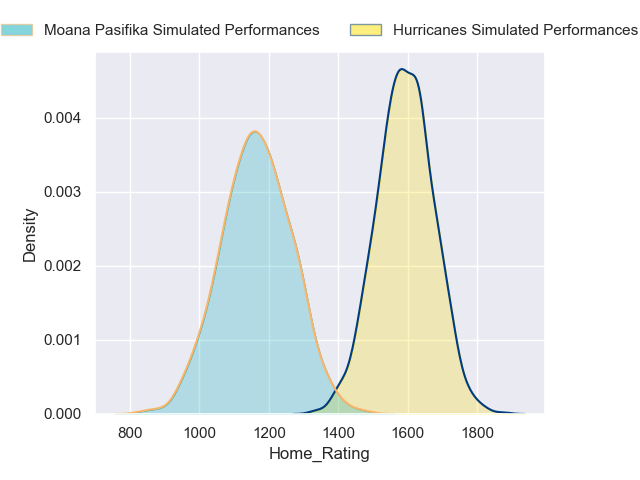 Moana Pasifika Simulated Performances Hurricanes Simulated Performances
0.004
0.003
0.002
0.001
0.000
Density
800 1000 1200 1400 1600 1800
Home_Rating